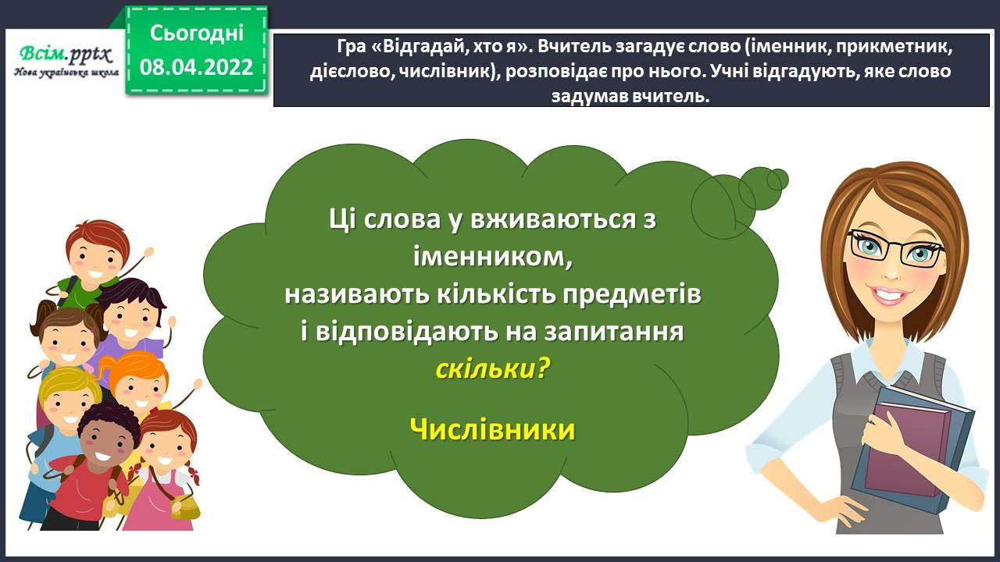 Всім.pptx
Нова українська школа
Сьогодні
08.04.2022
Гра «Відгадай, хто я». Вчитель загадує слово (іменник, прикметник,
дієслово, числівник), розповідає про нього. Учні відгадують, яке слово
задумав вчитель.
Ці слова у вживаються з
іменником,
називають кількість предметів
і відповідають на запитання
скільки?
Числівники